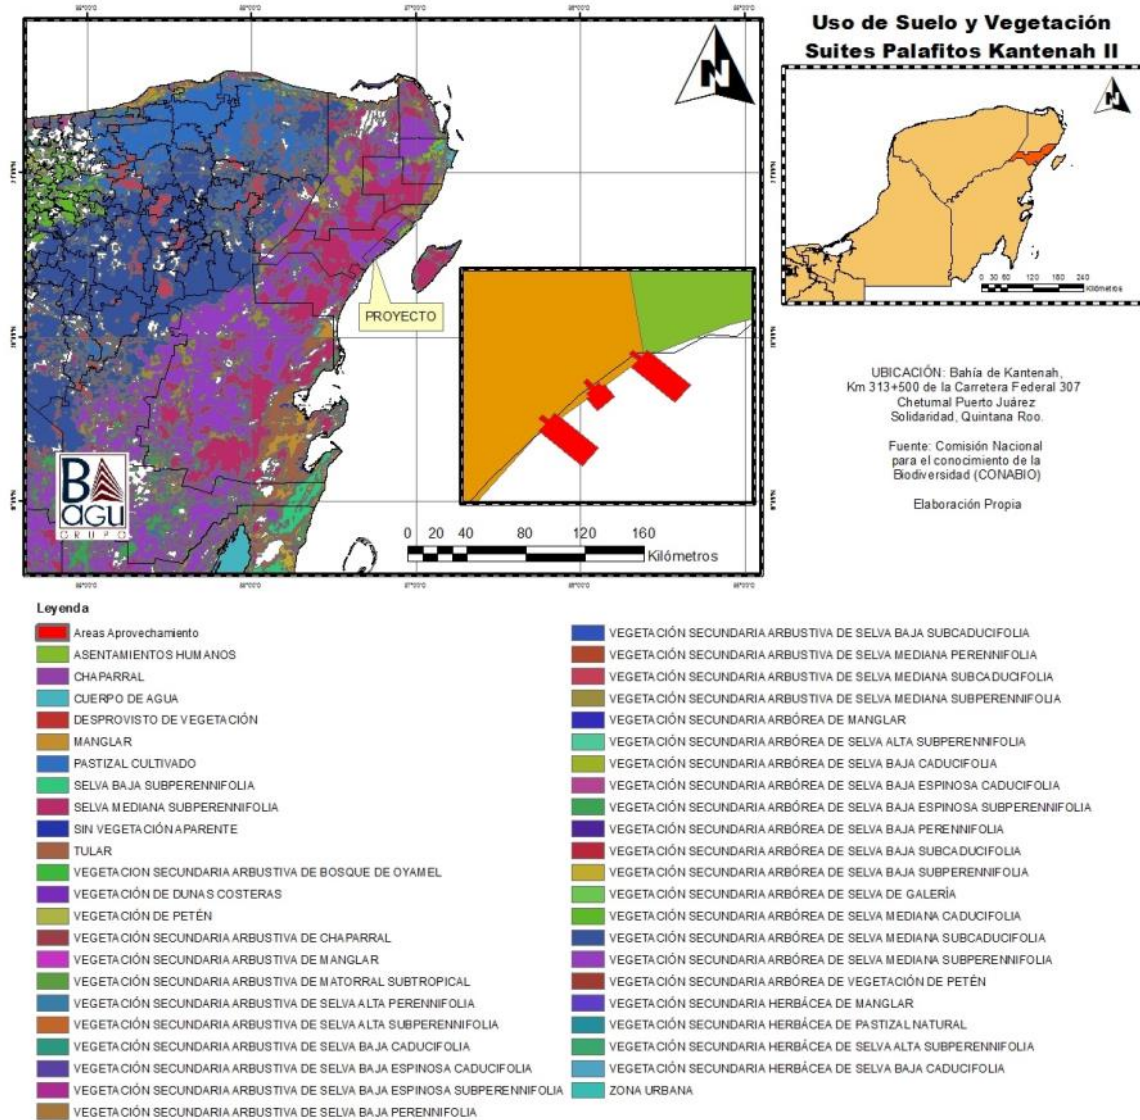 Uso de Suelo y Vegetación
Suites Palafitos Kantenah II
N
N
PROYECTO
0 30 60 120 180 240
Kilómetros
UBICACIÓN: Bahía de Kantenah,
Km 313+500 de la Carretera Federal 307
Chetumal Puerto Juárez
Solidaridad, Quintana Roo.
Fuente: Comisión Nacional
para el conocimiento de la
Biodiversidad (CONABIO)
Elaboración Propia
BAGU
GRUPO
0 20 40 80 120 160
Kilómetros
Leyenda
Areas Aprovechamiento
ASENTAMIENTOS HUMANOS
CHAPARRAL
CUERPO DE AGUA
DESPROVISTO DE VEGETACIÓN
MANGLAR
PASTIZAL CULTIVADO
SELVA BAJA SUBPERENNIFOLIA
SELVA MEDIANA SUBPERENNIFOLIA
SIN VEGETACIÓN APARENTE
TULAR
VEGETACION SECUNDARIA ARBUSTIVA DE BOSQUE DE OYAMEL
VEGETACIÓN DE DUNAS COSTERAS
VEGETACIÓN DE PETÉN
VEGETACIÓN SECUNDARIA ARBUSTIVA DE CHAPARRAL
VEGETACIÓN SECUNDARIA ARBUSTIVA DE MANGLAR
VEGETACIÓN SECUNDARIA ARBUSTIVA DE MATORRAL SUBTROPICAL
VEGETACIÓN SECUNDARIA ARBUSTIVA DE SELVA ALTA PERENNIFOLIA
VEGETACIÓN SECUNDARIA ARBUSTIVA DE SELVA ALTA SUBPERENNIFOLIA
VEGETACIÓN SECUNDARIA ARBUSTIVA DE SELVA BAJA CADUCIFOLIA
VEGETACIÓN SECUNDARIA ARBUSTIVA DE SELVA BAJA ESPINOSA CADUCIFOLIA
VEGETACIÓN SECUNDARIA ARBUSTIVA DE SELVA BAJA ESPINOSA SUBPERENNIFOLIA
VEGETACIÓN SECUNDARIA ARBUSTIVA DE SELVA BAJA PERENNIFOLIA
VEGETACIÓN SECUNDARIA ARBUSTIVA DE SELVA BAJA SUBCADUCIFOLIA
VEGETACIÓN SECUNDARIA ARBUSTIVA DE SELVA MEDIANA PERENNIFOLIA
VEGETACIÓN SECUNDARIA ARBUSTIVA DE SELVA MEDIANA SUBCADUCIFOLIA
VEGETACIÓN SECUNDARIA ARBUSTIVA DE SELVA MEDIANA SUBPERENNIFOLIA
VEGETACIÓN SECUNDARIA ARBÓREA DE MANGLAR
VEGETACIÓN SECUNDARIA ARBÓREA DE SELVA ALTA SUBPERENNIFOLIA
VEGETACIÓN SECUNDARIA ARBÓREA DE SELVA BAJA CADUCIFOLIA
VEGETACIÓN SECUNDARIA ARBÓREA DE SELVA BAJA ESPINOSA CADUCIFOLIA
VEGETACIÓN SECUNDARIA ARBÓREA DE SELVA BAJA ESPINOSA SUBPERENNIFOLIA
VEGETACIÓN SECUNDARIA ARBÓREA DE SELVA BAJA PERENNIFOLIA
VEGETACIÓN SECUNDARIA ARBÓREA DE SELVA BAJA SUBCADUCIFOLIA
VEGETACIÓN SECUNDARIA ARBÓREA DE SELVA BAJA SUBPERENNIFOLIA
VEGETACIÓN SECUNDARIA ARBÓREA DE SELVA DE GALERÍA
VEGETACIÓN SECUNDARIA ARBÓREA DE SELVA MEDIANA CADUCIFOLIA
VEGETACIÓN SECUNDARIA ARBÓREA DE SELVA MEDIANA SUBCADUCIFOLIA
VEGETACIÓN SECUNDARIA ARBÓREA DE SELVA MEDIANA SUBPERENNIFOLIA
VEGETACIÓN SECUNDARIA ARBÓREA DE VEGETACIÓN DE PETÉN
VEGETACIÓN SECUNDARIA HERBÁCEA DE MANGLAR
VEGETACIÓN SECUNDARIA HERBÁCEA DE PASTIZAL NATURAL
VEGETACIÓN SECUNDARIA HERBÁCEA DE SELVA ALTA SUBPERENNIFOLIA
VEGETACIÓN SECUNDARIA HERBÁCEA DE SELVA BAJA CADUCIFOLIA
ZONA URBANA